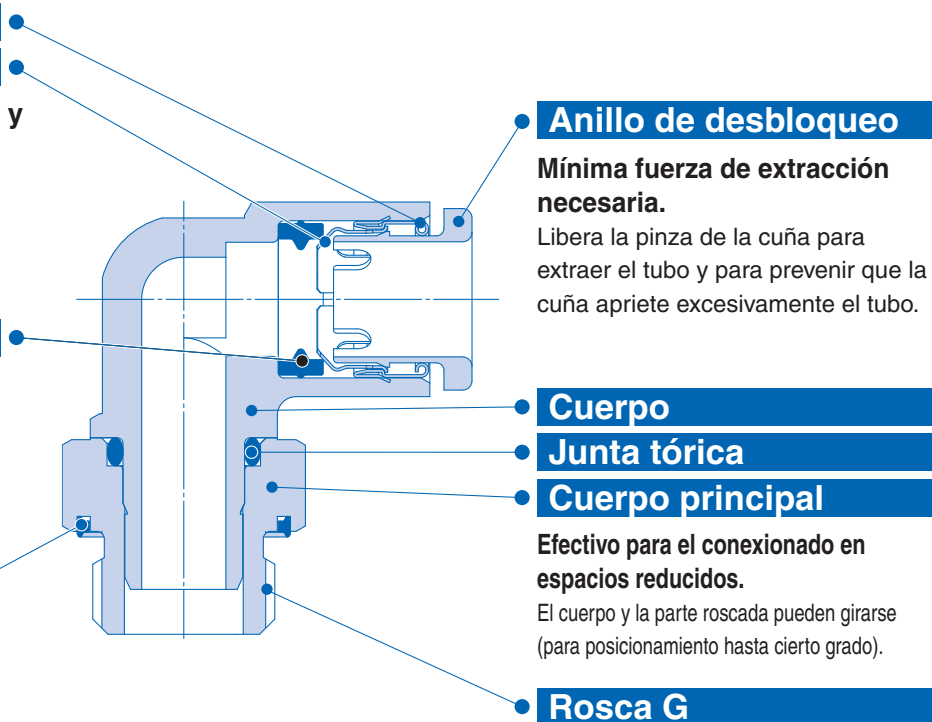 y
Anillo de desbloqueo
Mínima fuerza de extracción
necesaria.
Libera la pinza de la cuña para
extraer el tubo y para prevenir que la
cuña apriete excesivamente el tubo.
Cuerpo
Junta tórica
Cuerpo principal
Efectivo para el conexionado en
espacios reducidos.
El cuerpo y la parte roscada pueden girarse
(para posicionamiento hasta cierto grado).
Rosca G